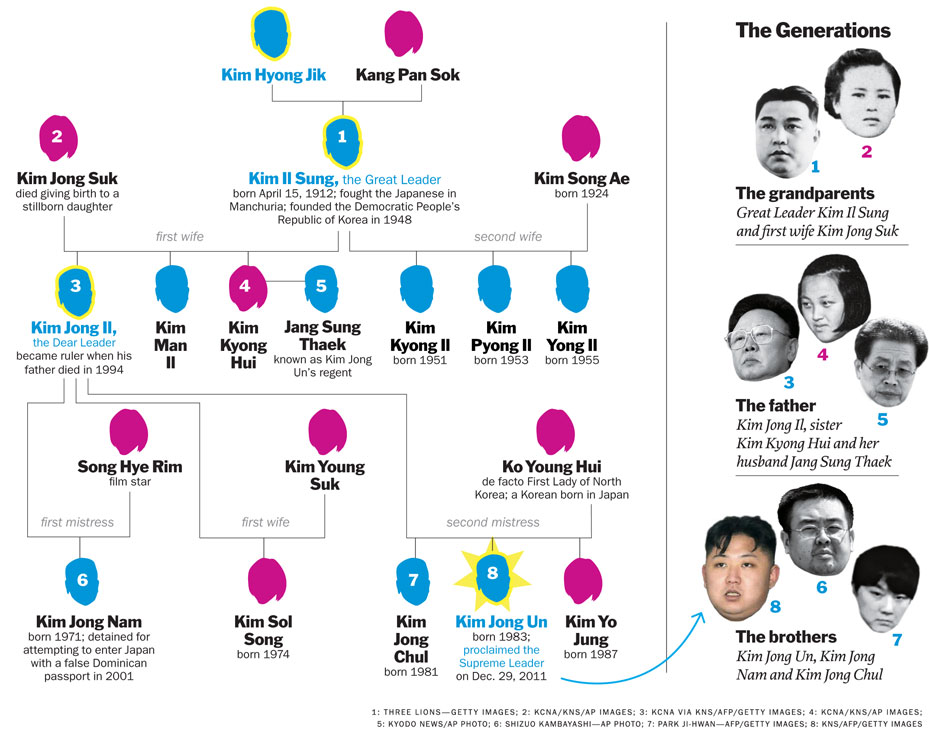 Kim Hyong Jik
Kang Pan Sok
2
Kim Jong Suk
died giving birth to a
stillborn daughter
1
Kim Il Sung, the Great Leader
born April 15, 1912; fought the Japanese in
Manchuria; founded the Democratic People's
Republic of Korea in 1948
Kim Song Ae
born 1924
first wife
second wife
3
Kim Jong Il,
the Dear Leader
became ruler when his
father died in 1994
Kim
Man
Il
4
Kim
Kyong
Hui
5
Jang Sung
Thaek
known as Kim Jong
Un's regent
Kim
Kyong Il
born 1951
Kim
Pyong Il
born 1953
Kim
Yong Il
born 1955
Song Hye Rim
film star
Kim Young
Suk
Ko Young Hui
de facto First Lady of North
Korea; a Korean born in Japan
first mistress
first wife
second mistress
6
Kim Jong Nam
born 1971; detained for
attempting to enter Japan
with a false Dominican
passport in 2001
Kim Sol
Song
born 1974
7
Kim
Jong
Chul
born 1981
8
Kim Jong Un
born 1983;
proclaimed the
Supreme Leader
on Dec. 29, 2011
Kim Yo
Jung
born 1987
The Generations
1
2
The grandparents
Great Leader Kim Il Sung
and first wife Kim Jong Suk
3
4
5
The father
Kim Jong Il, sister
Kim Kyong Hui and her
husband Jang Sung Thaek
8
6
7
The brothers
Kim Jong Un, Kim Jong
Nam and Kim Jong Chul
1: THREE LIONS—GETTY IMAGES; 2: KCNA/KNS/AP IMAGES; 3: KCNA VIA KNS/AFP/GETTY IMAGES; 4: KCNA/KNS/AP IMAGES;
5: KYODO NEWS/AP PHOTO; 6: SHIZUO KAMBAYASHI—AP PHOTO; 7: PARK JI-HWAN—AFP/GETTY IMAGES; 8: KNS/AFP/GETTY IMAGES